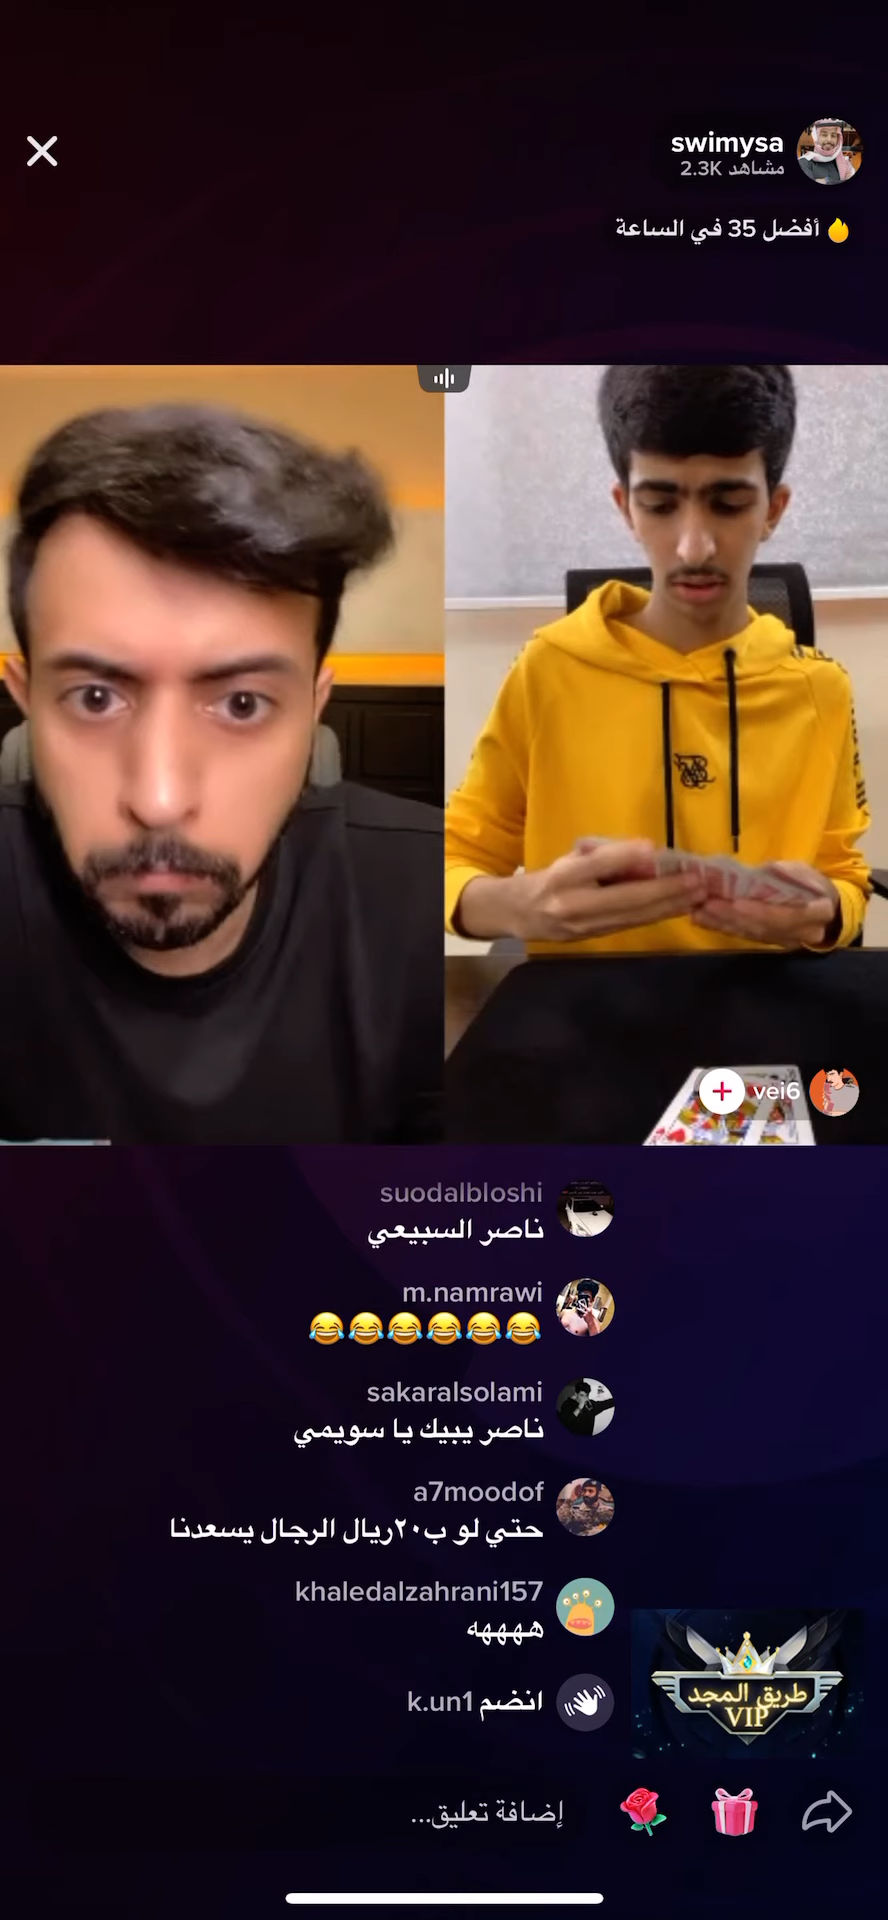 swimysa
2.3K مشاهد
أفضل 35 في الساعة
vei6
suodalbloshi
ناصر السبيعي
m.namrawi
😂😂😂😂😂😂
sakaralsolami
ناصر يبيك يا سويمي
a7moodof
حتي لو ب٢٠ريال الرجال يسعدنا
khaledalzahrani157
ههههه
k.un1 انضم
طريق المجد
VIP
إضافة تعليق...